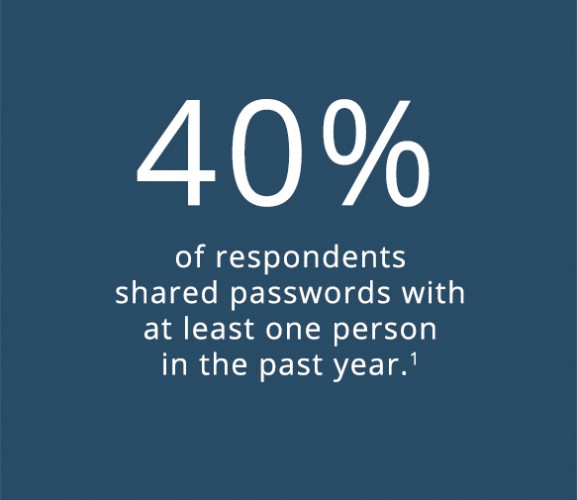 40%
of respondents
shared passwords with
at least one person
in the past year.¹